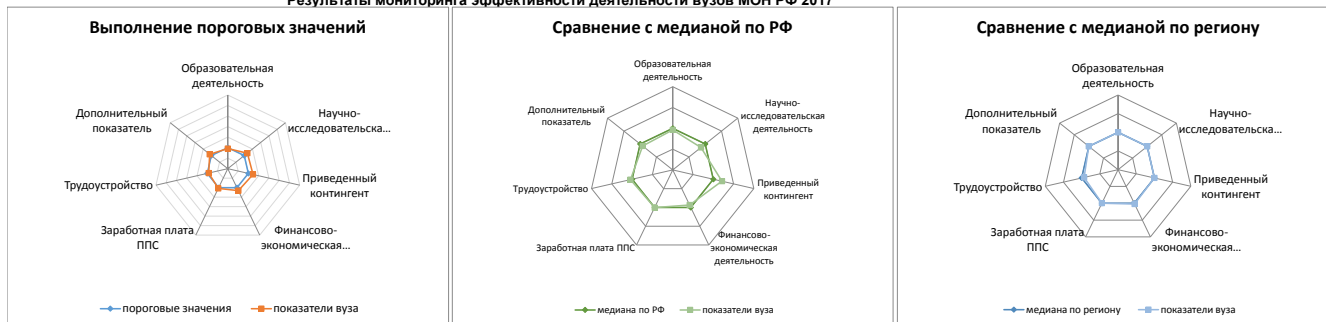 Результаты мониторинга эффективности деятельности вузов МОН РФ 2017
Выполнение пороговых значений
Образовательная
деятельность
Научно-
исследовательска...
Приведенный
контингент
Финансово-
экономическая...
Заработная плата
ППС
Трудоустройство
Дополнительный
показатель
пороговые значения
показатели вуза
Сравнение с медианой по РФ
Образовательная
деятельность
Научно-
исследовательская
деятельность
Приведенный
контингент
Финансово-
экономическая
деятельность
Заработная плата ППС
Трудоустройство
Дополнительный
показатель
медиана по РФ
показатели вуза
Сравнение с медианой по региону
Образовательная
деятельность
Научно-
исследовательска...
Приведенный
контингент
Финансово-
экономическая...
Заработная плата
ППС
Трудоустройство
Дополнительный
показатель
медиана по региону
показатели вуза